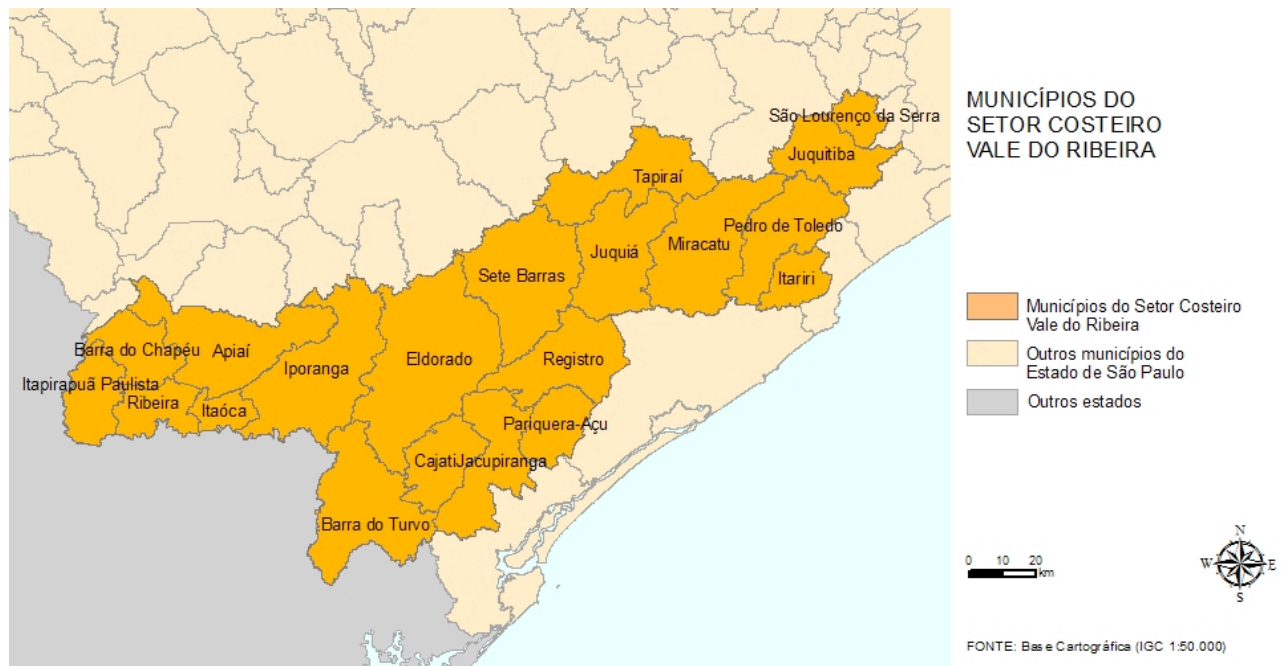 São Lourenço da Serra
Juquitiba
Tapiraí
Pedro de Toledo
Juquiá
Miracatu
Sete Barras
Itariri
Barra do Chapéu
Apiaí
Iporanga
Eldorado
Registro
Itapirapuã Paulista
Ribeira
Itaóca
Pariquera-Açu
Cajati
Jacupiranga
Barra do Turvo
MUNICÍPIOS DO
SETOR COSTEIRO
VALE DO RIBEIRA
Municípios do Setor Costeiro
Vale do Ribeira
Outros municípios do
Estado de São Paulo
Outros estados
0 10 20
km
N
W E
S
FONTE: Base Cartográfica (IGC 1:50.000)